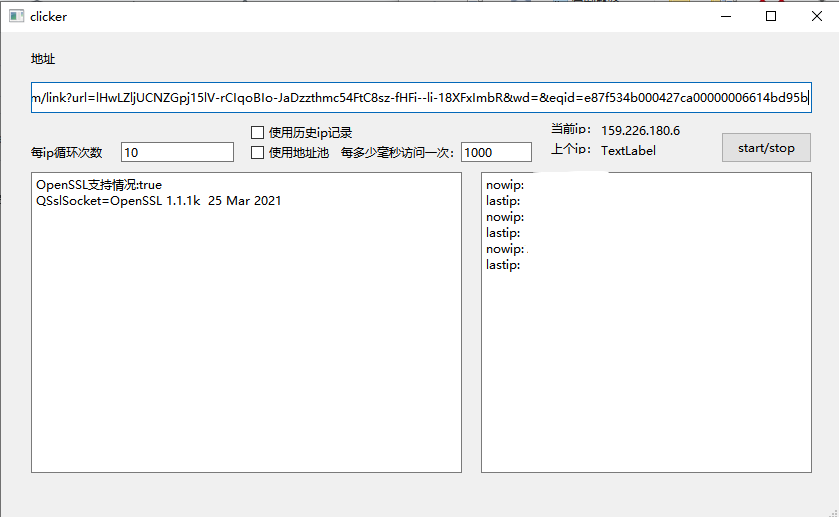 clicker
地址
m/link?url=lHwLZljUCNZGpj15lV-rCIqoBIo-JaDzzthmc54FtC8sz-fHFi--li-18XFxImbR&wd=&eqid=e87f534b000427ca00000006614bd95b
使用历史ip记录
当前ip: 159.226.180.6
每ip循环次数 10
使用地址池 每多少毫秒访问一次: 1000
上个ip: TextLabel
start/stop
OpenSSL支持情况:true
QSslSocket=OpenSSL 1.1.1k 25 Mar 2021
nowip:
lastip:
nowip:
lastip:
nowip:
lastip: